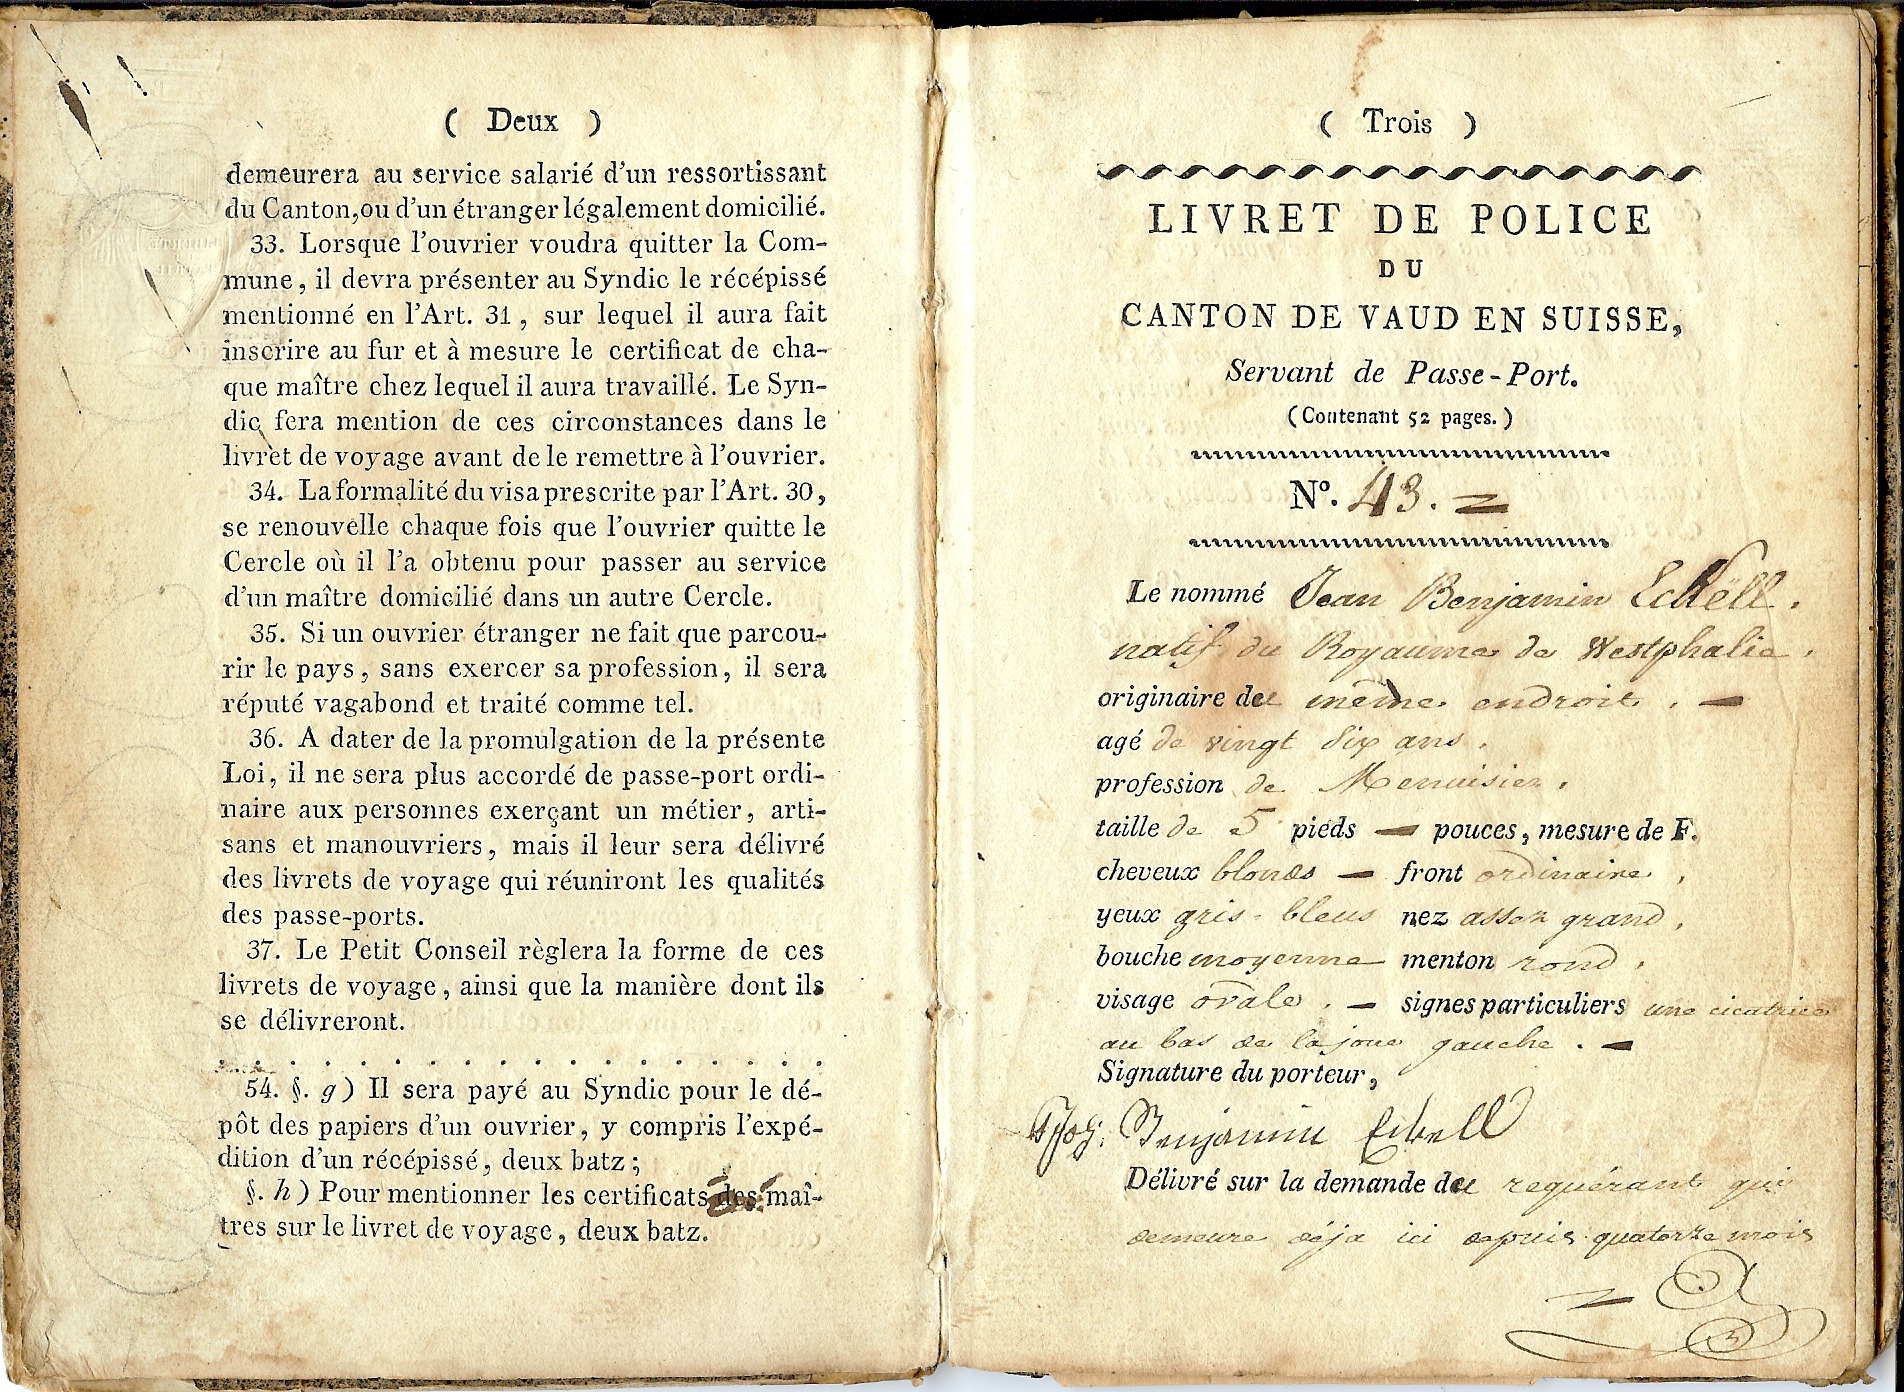 ( Deux )
demeurera au service salarié d'un ressortissant
du Canton, ou d'un étranger légalement domicilié.
33. Lorsque l'ouvrier voudra quitter la Com-
mune, il devra présenter au Syndic le récépissé
mentionné en l'Art. 31, sur lequel il aura fait
inscrire au fur et à mesure le certificat de cha-
que maître chez lequel il aura travaillé. Le Syn-
dic fera mention de ces circonstances dans le
livret de voyage avant de le remettre à l'ouvrier.
34. La formalité du visa prescrite par l'Art. 30,
se renouvelle chaque fois que l'ouvrier quitte le
Cercle où il l'a obtenu pour passer au service
d'un maître domicilié dans un autre Cercle.
35. Si un ouvrier étranger ne fait que parcou-
rir le pays, sans exercer sa profession, il sera
réputé vagabond et traité comme tel.
36. A dater de la promulgation de la présente
Loi, il ne sera plus accordé de passe-port ordi-
naire aux personnes exerçant un métier, arti-
sans et manouvriers, mais il leur sera délivré
des livrets de voyage qui réuniront les qualités
des passe-ports.
37. Le Petit Conseil règlera la forme de ces
livrets de voyage, ainsi que la manière dont ils
se délivreront.
. . . . . . . . . . . . . . . . . .
54. §. g) Il sera payé au Syndic pour le dé-
pôt des papiers d'un ouvrier, y compris l'expé-
dition d'un récépissé, deux batz;
§. h) Pour mentionner les certificats des maî-
tres sur le livret de voyage, deux batz.
( Trois )
LIVRET DE POLICE
DU
CANTON DE VAUD EN SUISSE,
Servant de Passe-Port.
(Contenant 52 pages.)
N°. 43.
Le nommé Jean Benjamin Eckell.
natif du Royaume de Westphalie.
originaire du même endroit.
agé de vingt six ans.
profession de Menuisier.
taille de 5 pieds — pouces, mesure de F.
cheveux blonds — front ordinaire,
yeux gris-bleus nez assez grand,
bouche moyenne menton rond,
visage ovale. — signes particuliers une cicatrice
au bas de la joue gauche. —
Signature du porteur,
Benjamin Eckell
Délivré sur la demande du requérant qui
demeure déja ici depuis quatorze mois